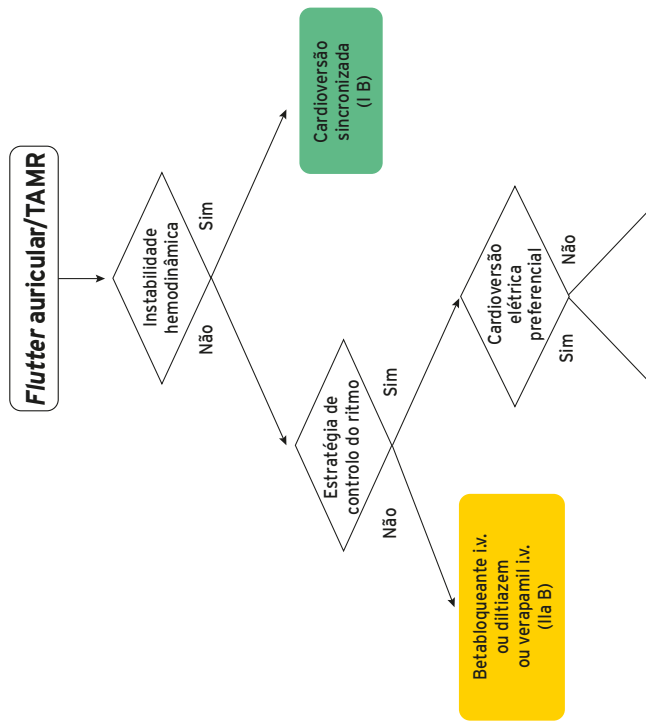 Flutter auricular/TAMR
Instabilidade
hemodinâmica
Não
Sim
Cardioversão
sincronizada
(I B)
Estratégia de
controlo do ritmo
Não
Sim
Betabloqueante i.v.
ou diltiazem
ou verapamil i.v.
(IIa B)
Cardioversão
elétrica
preferencial
Sim
Não